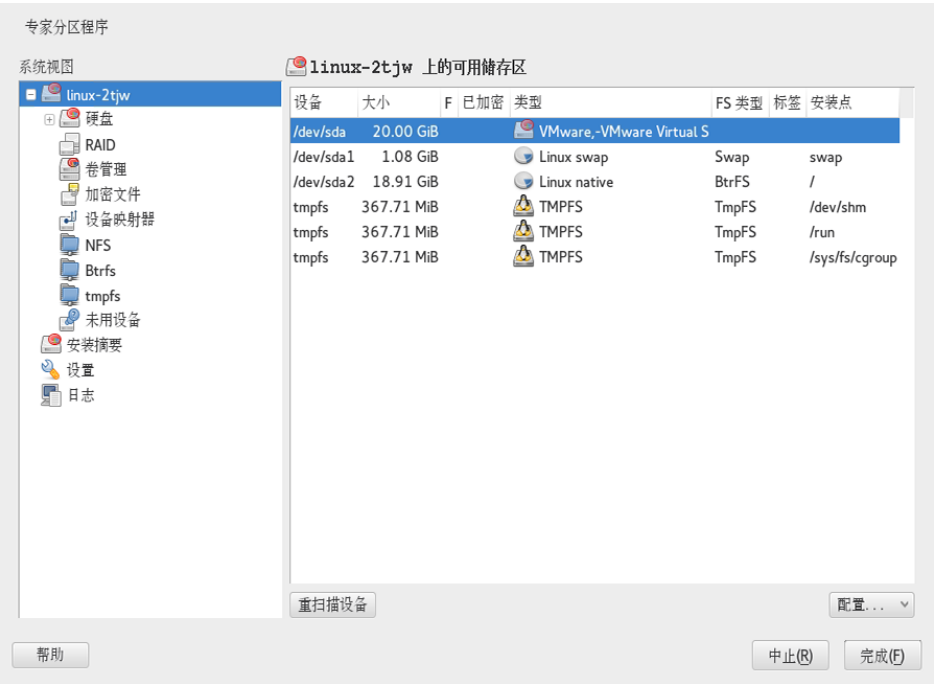 专家分区程序
系统视图
linux-2tjw
硬盘
RAID
卷管理
加密文件
设备映射器
NFS
Btrfs
tmpfs
未用设备
安装摘要
设置
日志
linux-2tjw 上的可用储存区
设备 大小 F 已加密 类型 FS 类型 标签 安装点
/dev/sda 20.00 GiB VMware,-VMware Virtual S
/dev/sda1 1.08 GiB Linux swap Swap swap
/dev/sda2 18.91 GiB Linux native BtrFS /
tmpfs 367.71 MiB TMPFS TmpFS /dev/shm
tmpfs 367.71 MiB TMPFS TmpFS /run
tmpfs 367.71 MiB TMPFS TmpFS /sys/fs/cgroup
重扫描设备 配置...
帮助 中止(R) 完成(F)